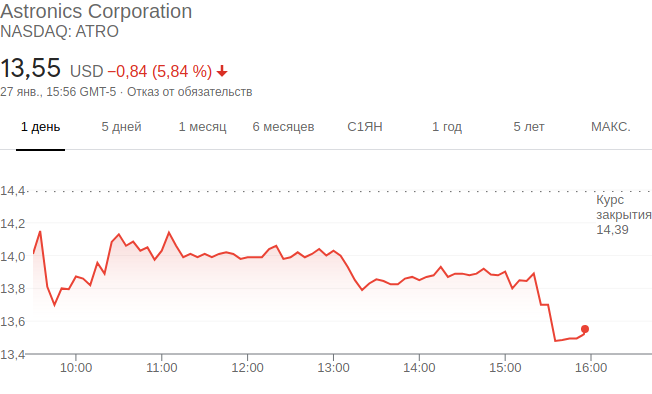 Astronics Corporation
NASDAQ: ATRO
13,55 USD −0,84 (5,84 %)
27 янв., 15:56 GMT-5 · Отказ от обязательств
1 день 5 дней 1 месяц 6 месяцев С1ЯН 1 год 5 лет МАКС.
14,4
Курс
закрытия
14,39
14,2
14,0
13,8
13,6
13,4
10:00 11:00 12:00 13:00 14:00 15:00 16:00